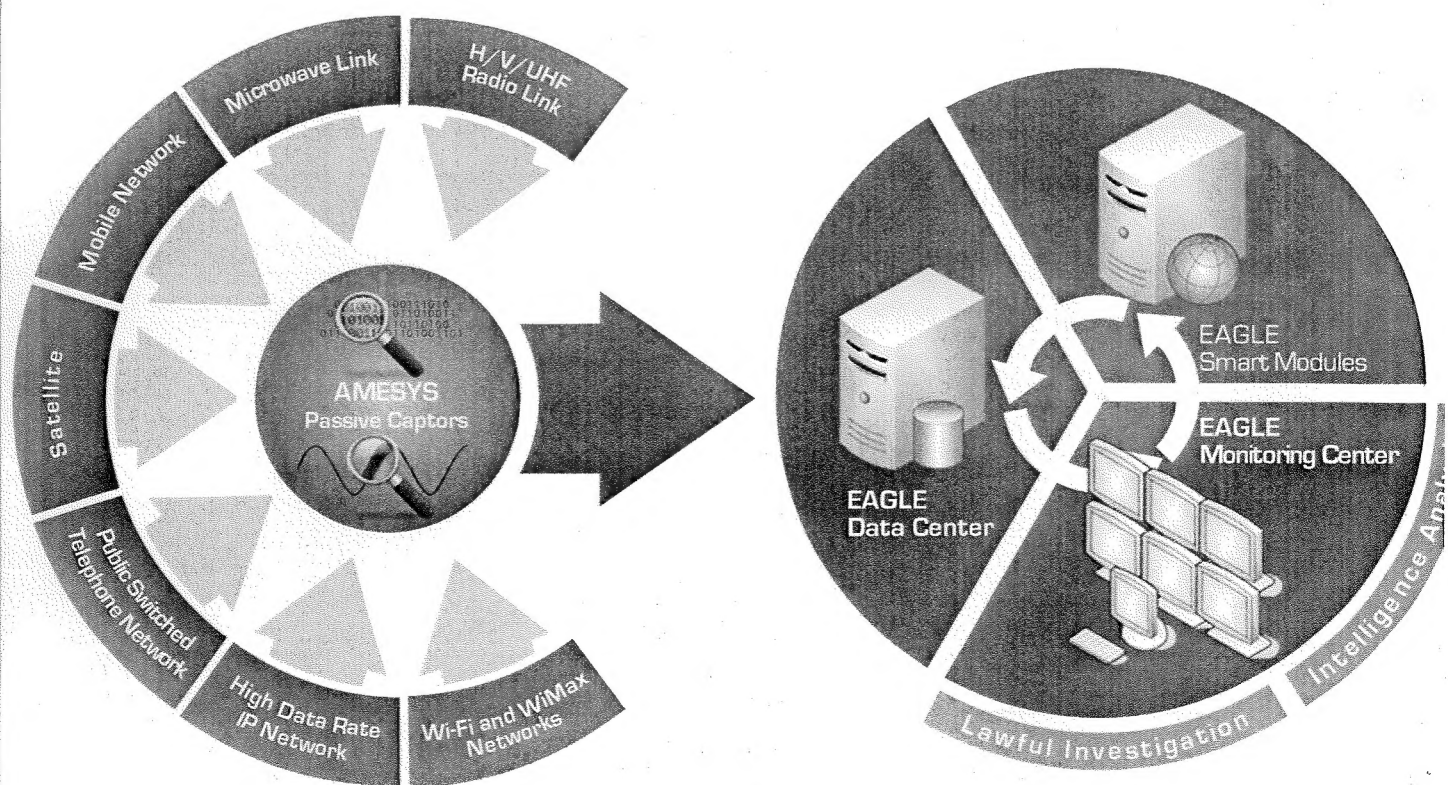 H/V/UHF
Radio Link
Microwave Link
Mobile Network
Satellite
Public Switched
Telephone Network
High Data Rate
IP Network
Wi-Fi and WiMax
Networks
AMESYS
Passive Captors
EAGLE
Smart Modules
EAGLE
Monitoring Center
EAGLE
Data Center
Lawful Investigation
Intelligence